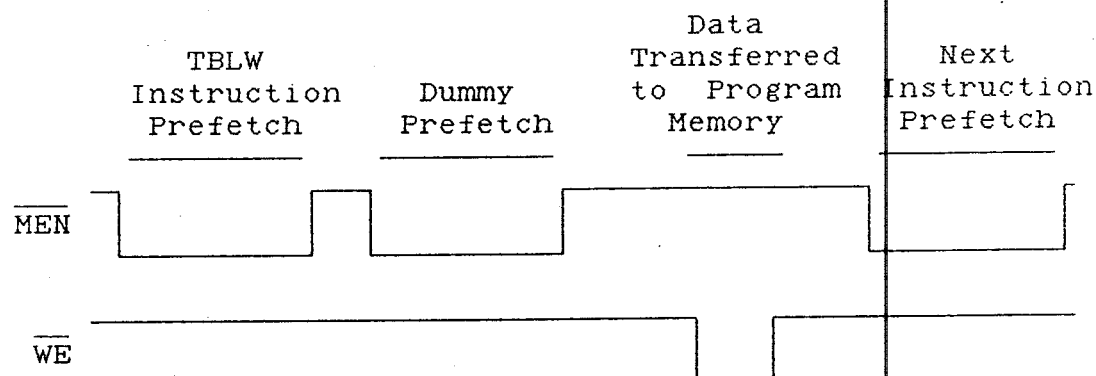 TBLW
Instruction
Prefetch
Dummy
Prefetch
Data
Transferred
to Program
Memory
Next
Instruction
Prefetch
MEN
WE